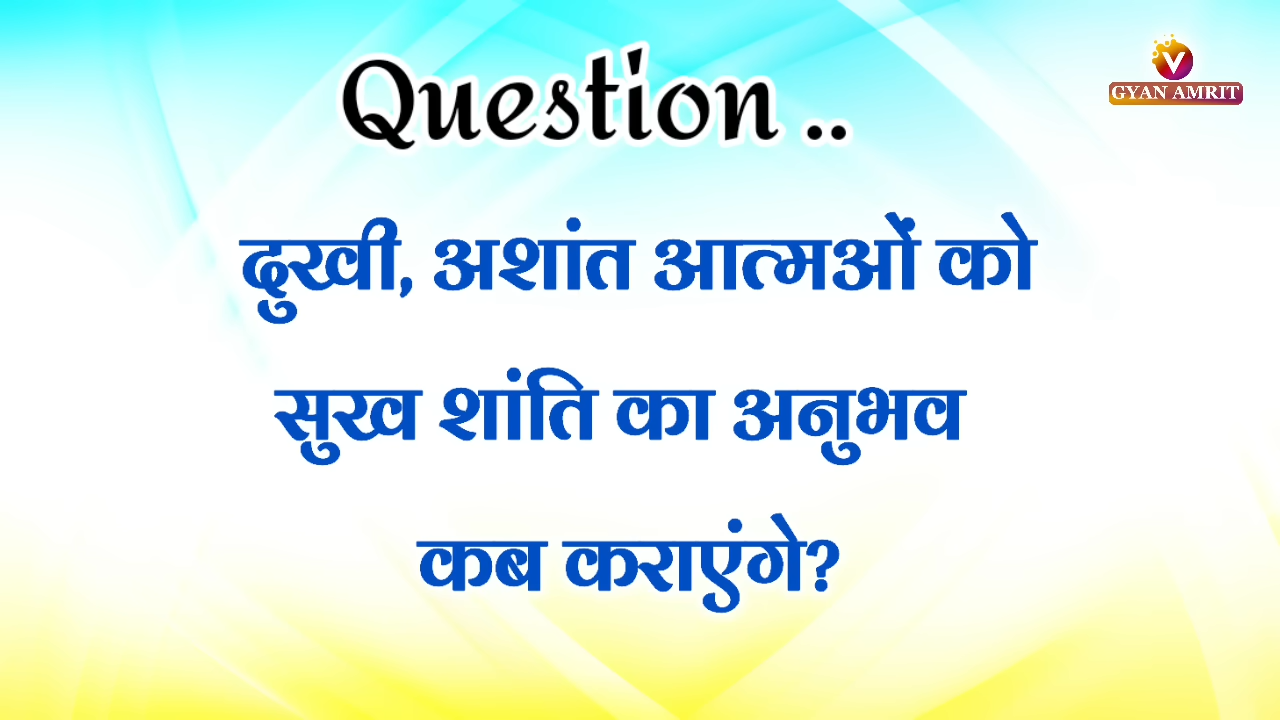 Question ..
V
GYAN AMRIT
दुखी, अशांत आत्मओं को
सुख शांति का अनुभव
कब कराएंगे?